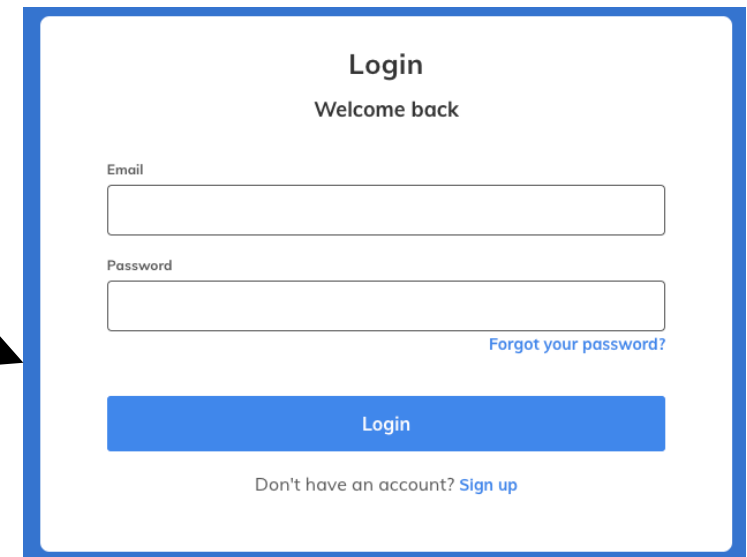 Login
Welcome back
Email
Password
Forgot your password?
Login
Don't have an account? Sign up